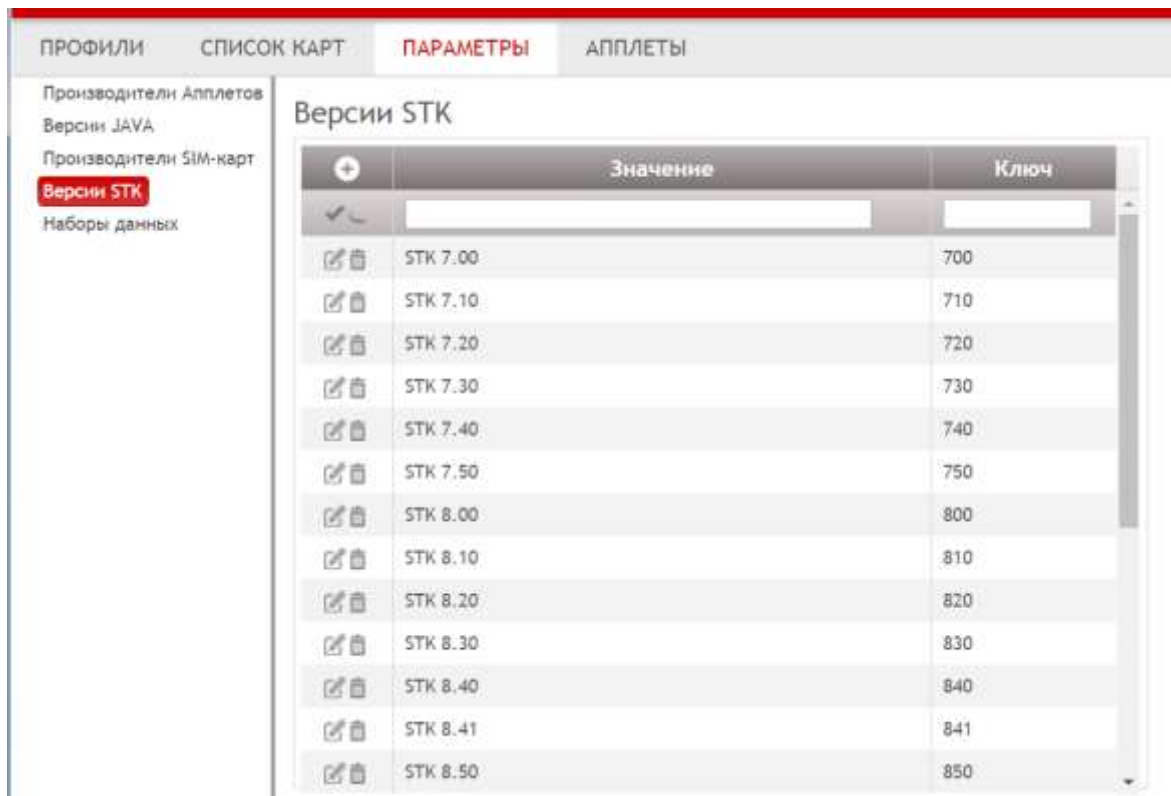 ПРОФИЛИ СПИСОК КАРТ ПАРАМЕТРЫ АППЛЕТЫ
Производители Апплетов
Версии JAVA
Производители SIM-карт
Версии STK
Наборы данных
Версии STK
Значение Ключ
STK 7.00 700
STK 7.10 710
STK 7.20 720
STK 7.30 730
STK 7.40 740
STK 7.50 750
STK 8.00 800
STK 8.10 810
STK 8.20 820
STK 8.30 830
STK 8.40 840
STK 8.41 841
STK 8.50 850